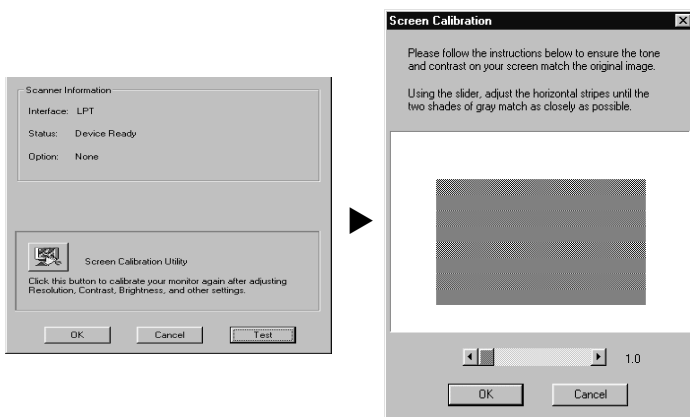 Scanner Information
Interface: LPT
Status: Device Ready
Option: None
Screen Calibration Utility
Click this button to calibrate your monitor again after adjusting
Resolution, Contrast, Brightness, and other settings.
OK Cancel Test
Screen Calibration
Please follow the instructions below to ensure the tone
and contrast on your screen match the original image.
Using the slider, adjust the horizontal stripes until the
two shades of gray match as closely as possible.
1.0
OK Cancel